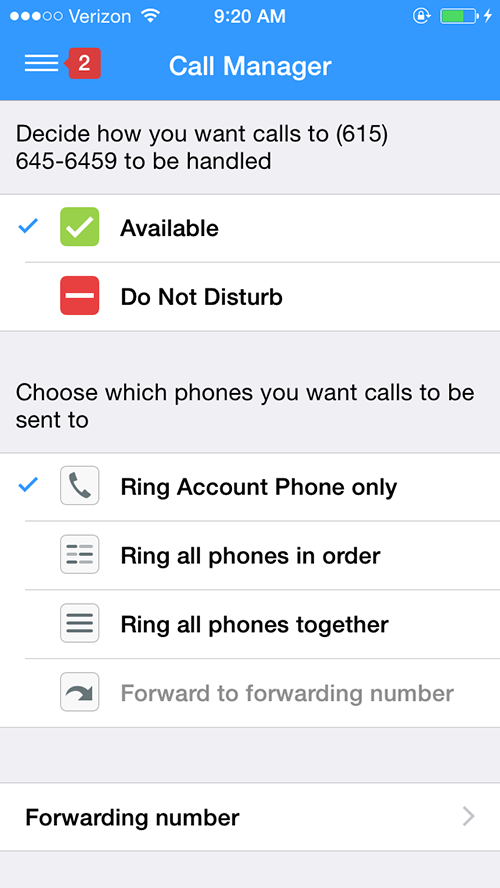 Verizon 9:20 AM
2 Call Manager
Decide how you want calls to (615)
645-6459 to be handled
Available
Do Not Disturb
Choose which phones you want calls to be
sent to
Ring Account Phone only
Ring all phones in order
Ring all phones together
Forward to forwarding number
Forwarding number